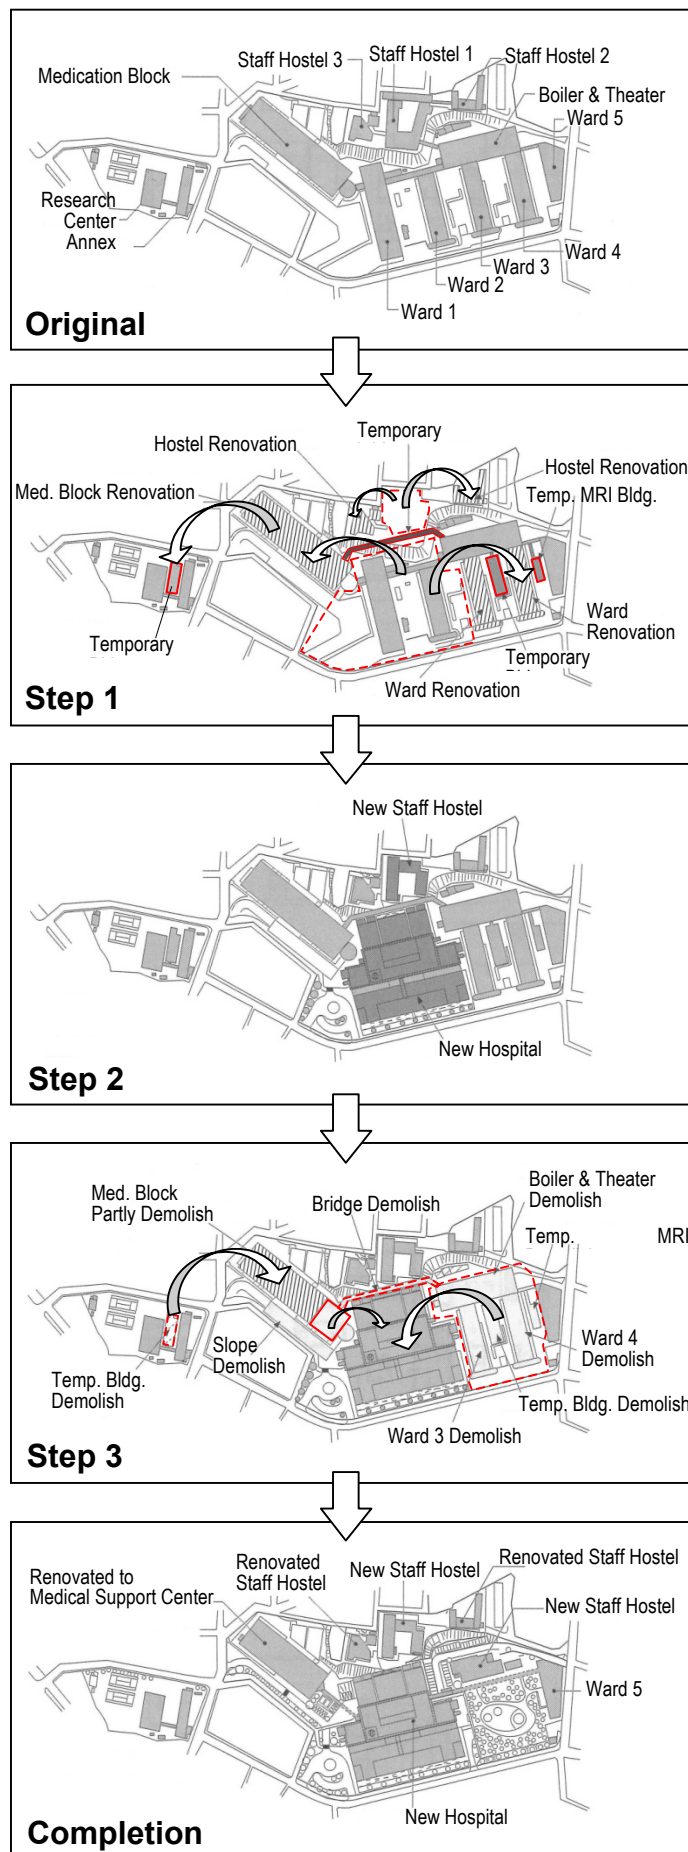 Staff Hostel 1
Staff Hostel 3
Staff Hostel 2
Medication Block
Boiler & Theater
Ward 5
Research
Center
Annex
Ward 4
Ward 3
Ward 2
Ward 1
Original
Temporary
Hostel Renovation
Hostel Renovation
Med. Block Renovation
Temp. MRI Bldg.
Ward
Renovation
Temporary
Temporary
Ward Renovation
Step 1
New Staff Hostel
New Hospital
Step 2
Med. Block
Partly Demolish
Bridge Demolish
Boiler & Theater
Demolish
Temp. MRI
Slope
Demolish
Ward 4
Demolish
Temp. Bldg.
Demolish
Temp. Bldg. Demolish
Ward 3 Demolish
Step 3
Renovated to
Medical Support Center
Renovated
Staff Hostel
New Staff Hostel
Renovated Staff Hostel
New Staff Hostel
Ward 5
New Hospital
Completion